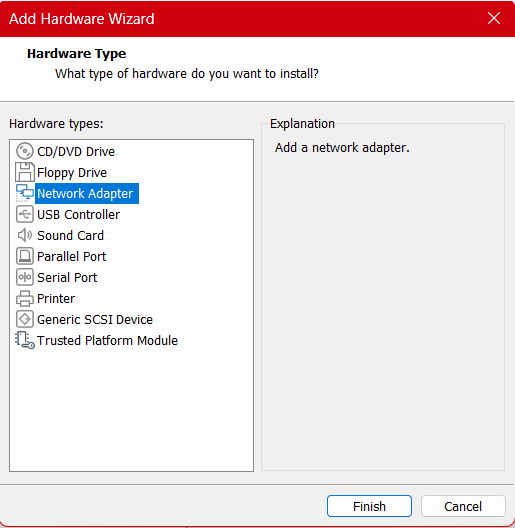 Add Hardware Wizard
Hardware Type
What type of hardware do you want to install?
Hardware types:
CD/DVD Drive
Floppy Drive
Network Adapter
USB Controller
Sound Card
Parallel Port
Serial Port
Printer
Generic SCSI Device
Trusted Platform Module
Explanation
Add a network adapter.
Finish
Cancel